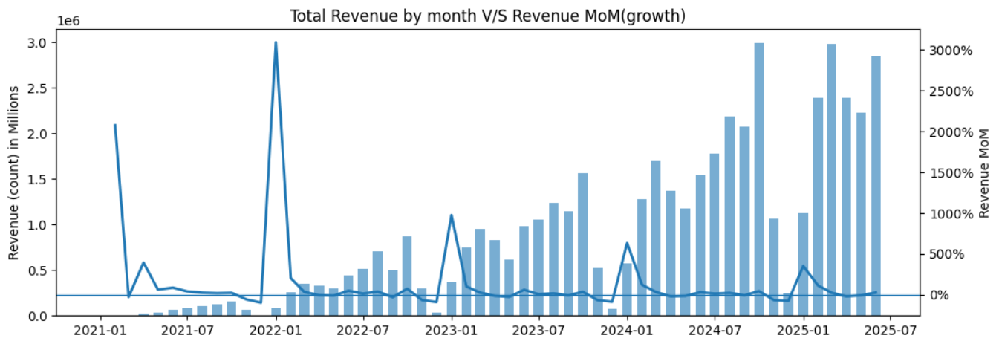 Total Revenue by month V/S Revenue MoM(growth)
1e6
3.0
2.5
2.0
1.5
1.0
0.5
0.0
Revenue (count) in Millions
3000%
2500%
2000%
1500%
1000%
500%
0%
Revenue MoM
2021-01 2021-07 2022-01 2022-07 2023-01 2023-07 2024-01 2024-07 2025-01 2025-07